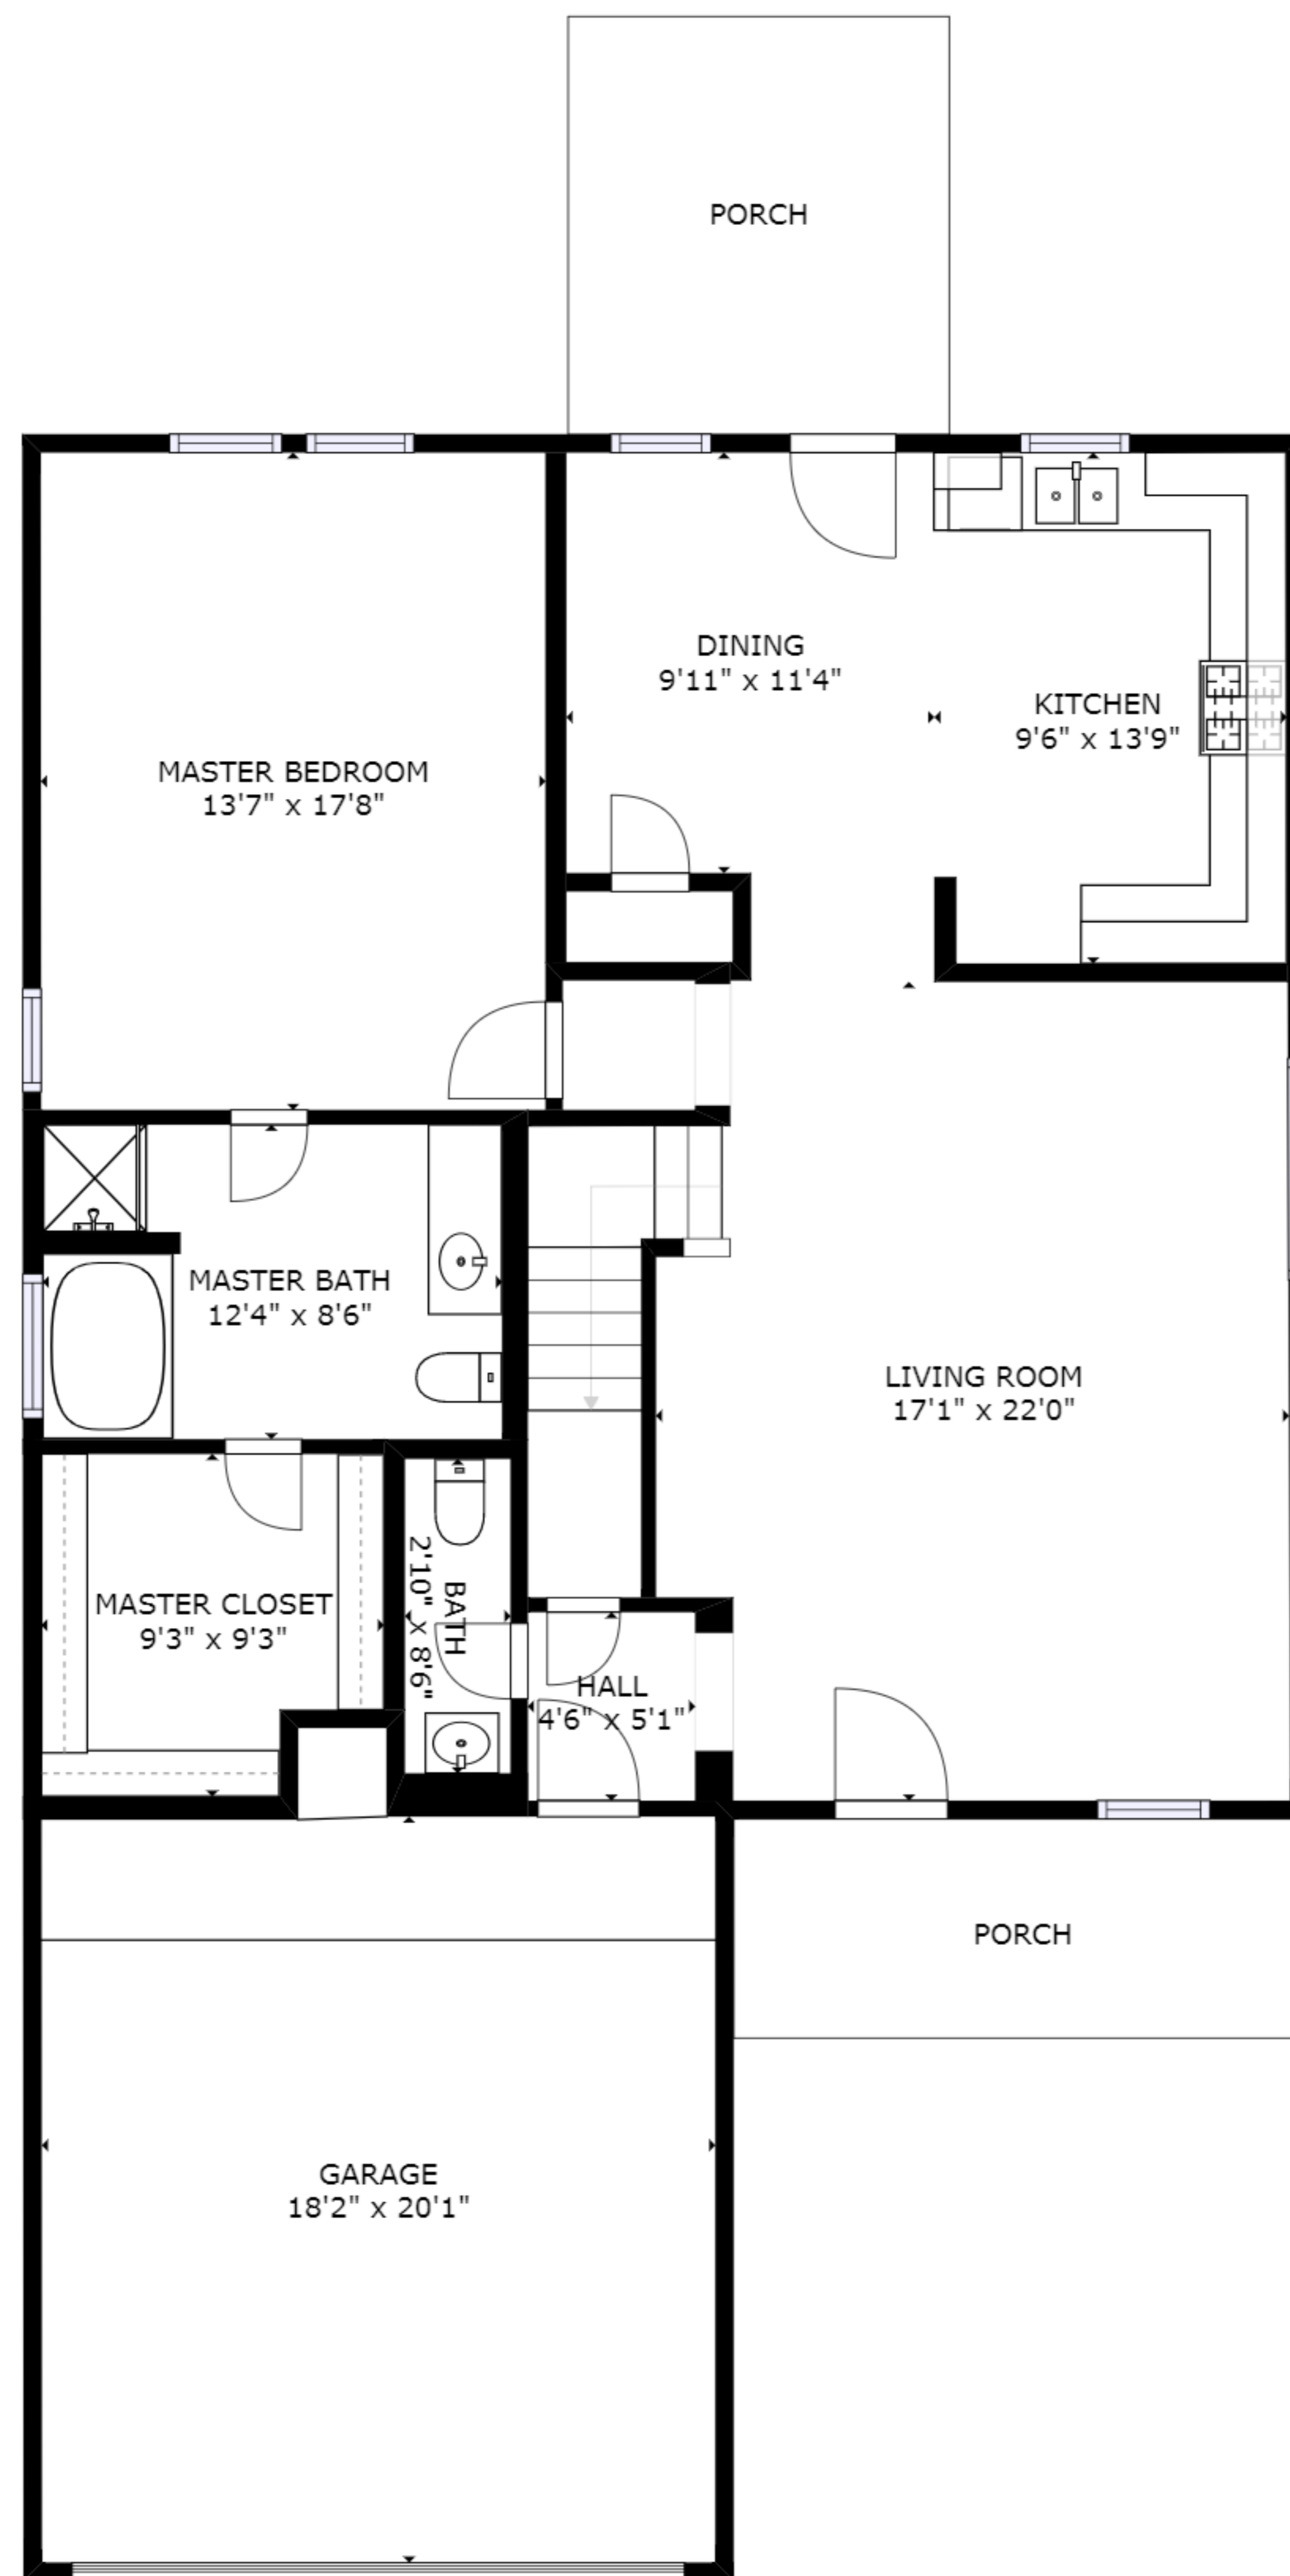 PORCH
DINING
9'11" x 11'4"
KITCHEN
9'6" x 13'9"
MASTER BEDROOM
13'7" x 17'8"
MASTER BATH
12'4" x 8'6"
LIVING ROOM
17'1" x 22'0"
MASTER CLOSET
9'3" x 9'3"
BATH
2'10" x 8'6"
HALL
4'6" x 5'1"
PORCH
GARAGE
18'2" x 20'1"